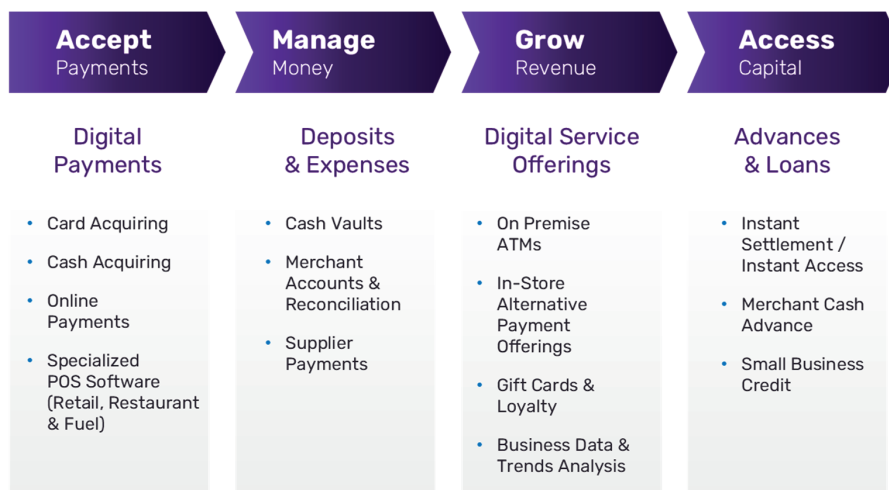 Accept
Payments
Manage
Money
Grow
Revenue
Access
Capital
Digital
Payments
• Card Acquiring
• Cash Acquiring
• Online
Payments
• Specialized
POS Software
(Retail, Restaurant
& Fuel)
Deposits
& Expenses
• Cash Vaults
• Merchant
Accounts &
Reconciliation
• Supplier
Payments
Digital Service
Offerings
• On Premise
ATMs
• In-Store
Alternative
Payment
Offerings
• Gift Cards &
Loyalty
• Business Data &
Trends Analysis
Advances
& Loans
• Instant
Settlement /
Instant Access
• Merchant Cash
Advance
• Small Business
Credit